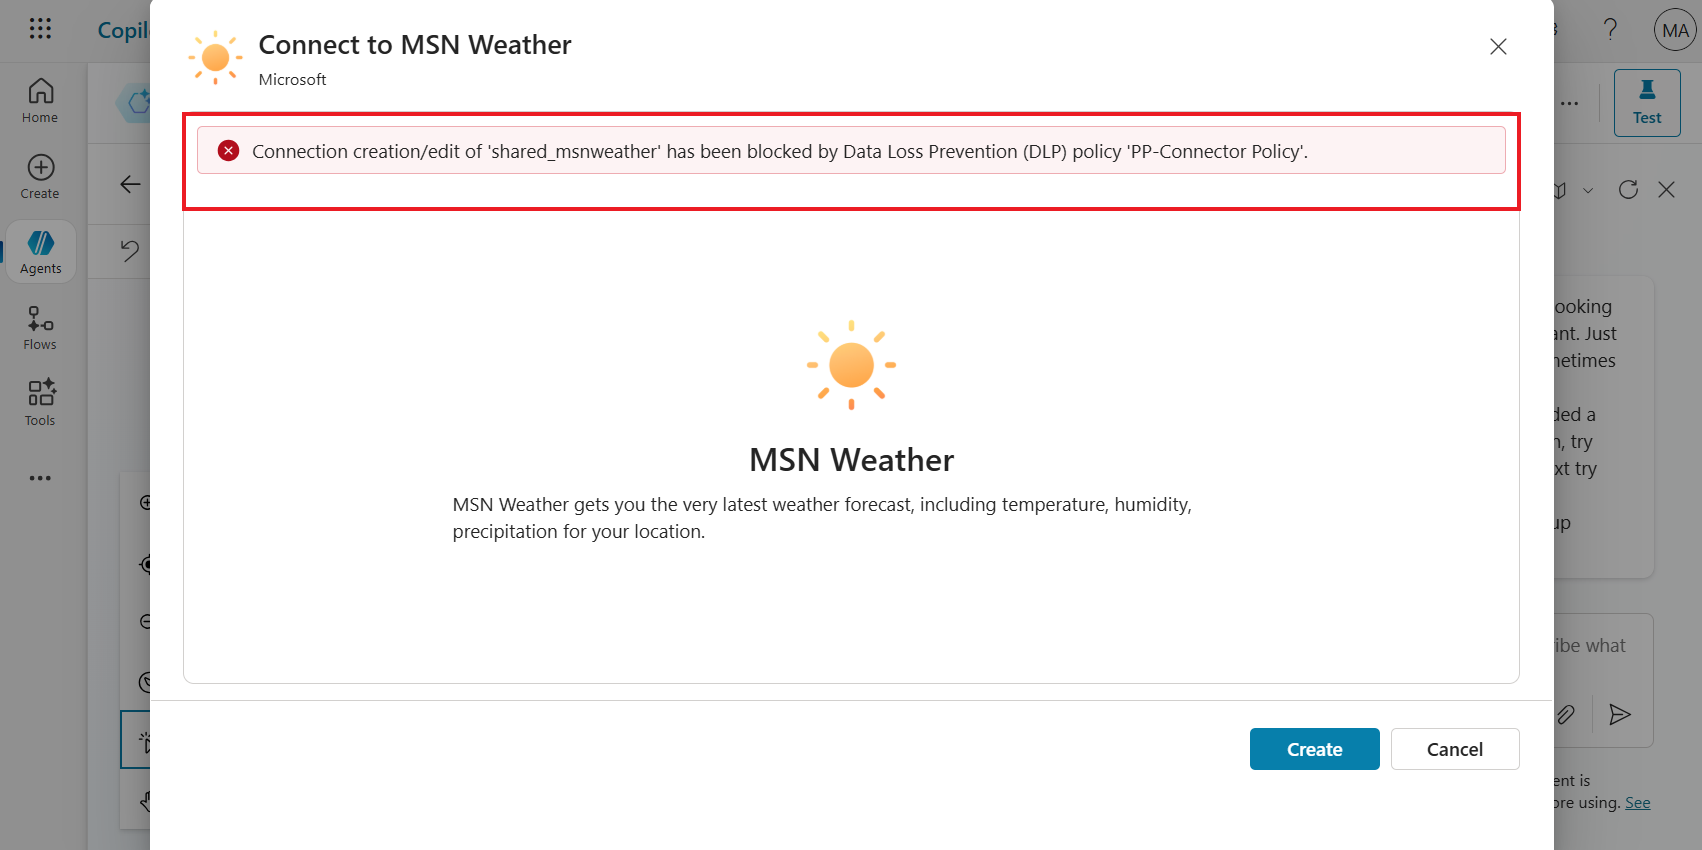 Connect to MSN Weather
Microsoft
MA
Home
Create
Agents
Flows
Tools
Test
Connection creation/edit of 'shared_msnweather' has been blocked by Data Loss Prevention (DLP) policy 'PP-Connector Policy'.
MSN Weather
MSN Weather gets you the very latest weather forecast, including temperature, humidity,
precipitation for your location.
Create
Cancel
ooking
ant. Just
netimes
ded a
n, try
xt try
up
ibe what
ent is
ore using. See